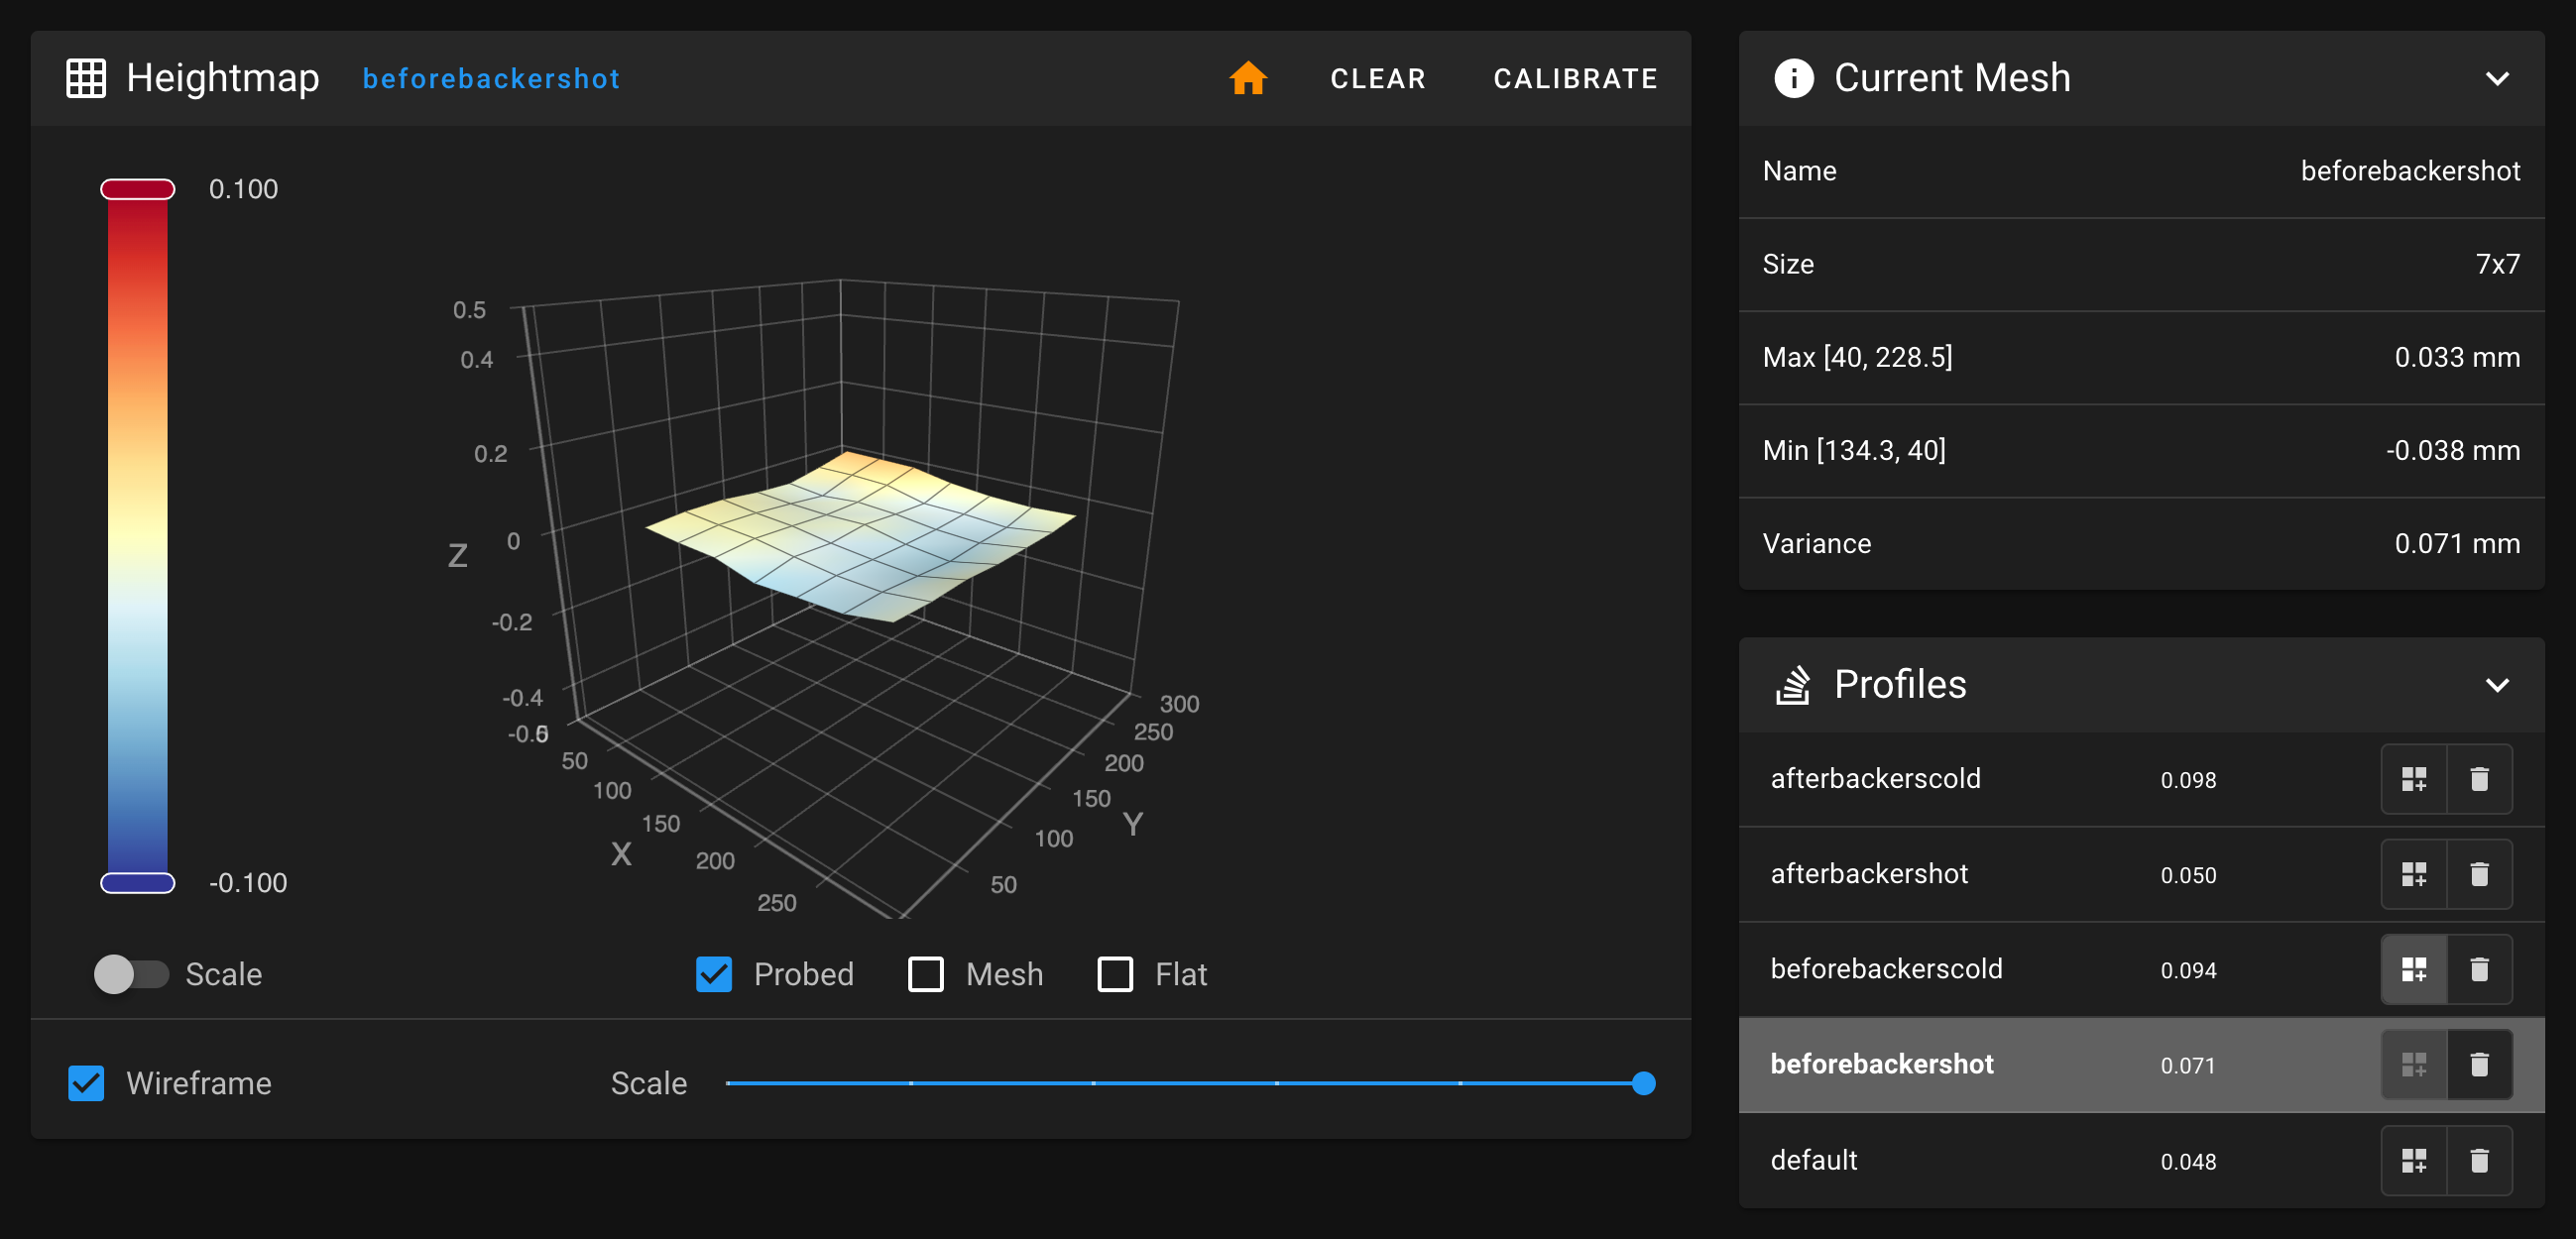 Heightmap beforebackershot CLEAR CALIBRATE
0.100
-0.100
0.5
0.4
0.2
0
-0.2
-0.4
Z
50
100
150
200
250
X
50
100
150
200
250
300
Y
Scale
Probed Mesh Flat
Wireframe Scale
Current Mesh
Name beforebackershot
Size 7x7
Max [40, 228.5] 0.033 mm
Min [134.3, 40] -0.038 mm
Variance 0.071 mm
Profiles
afterbackerscold 0.098
afterbackershot 0.050
beforebackerscold 0.094
beforebackershot 0.071
default 0.048